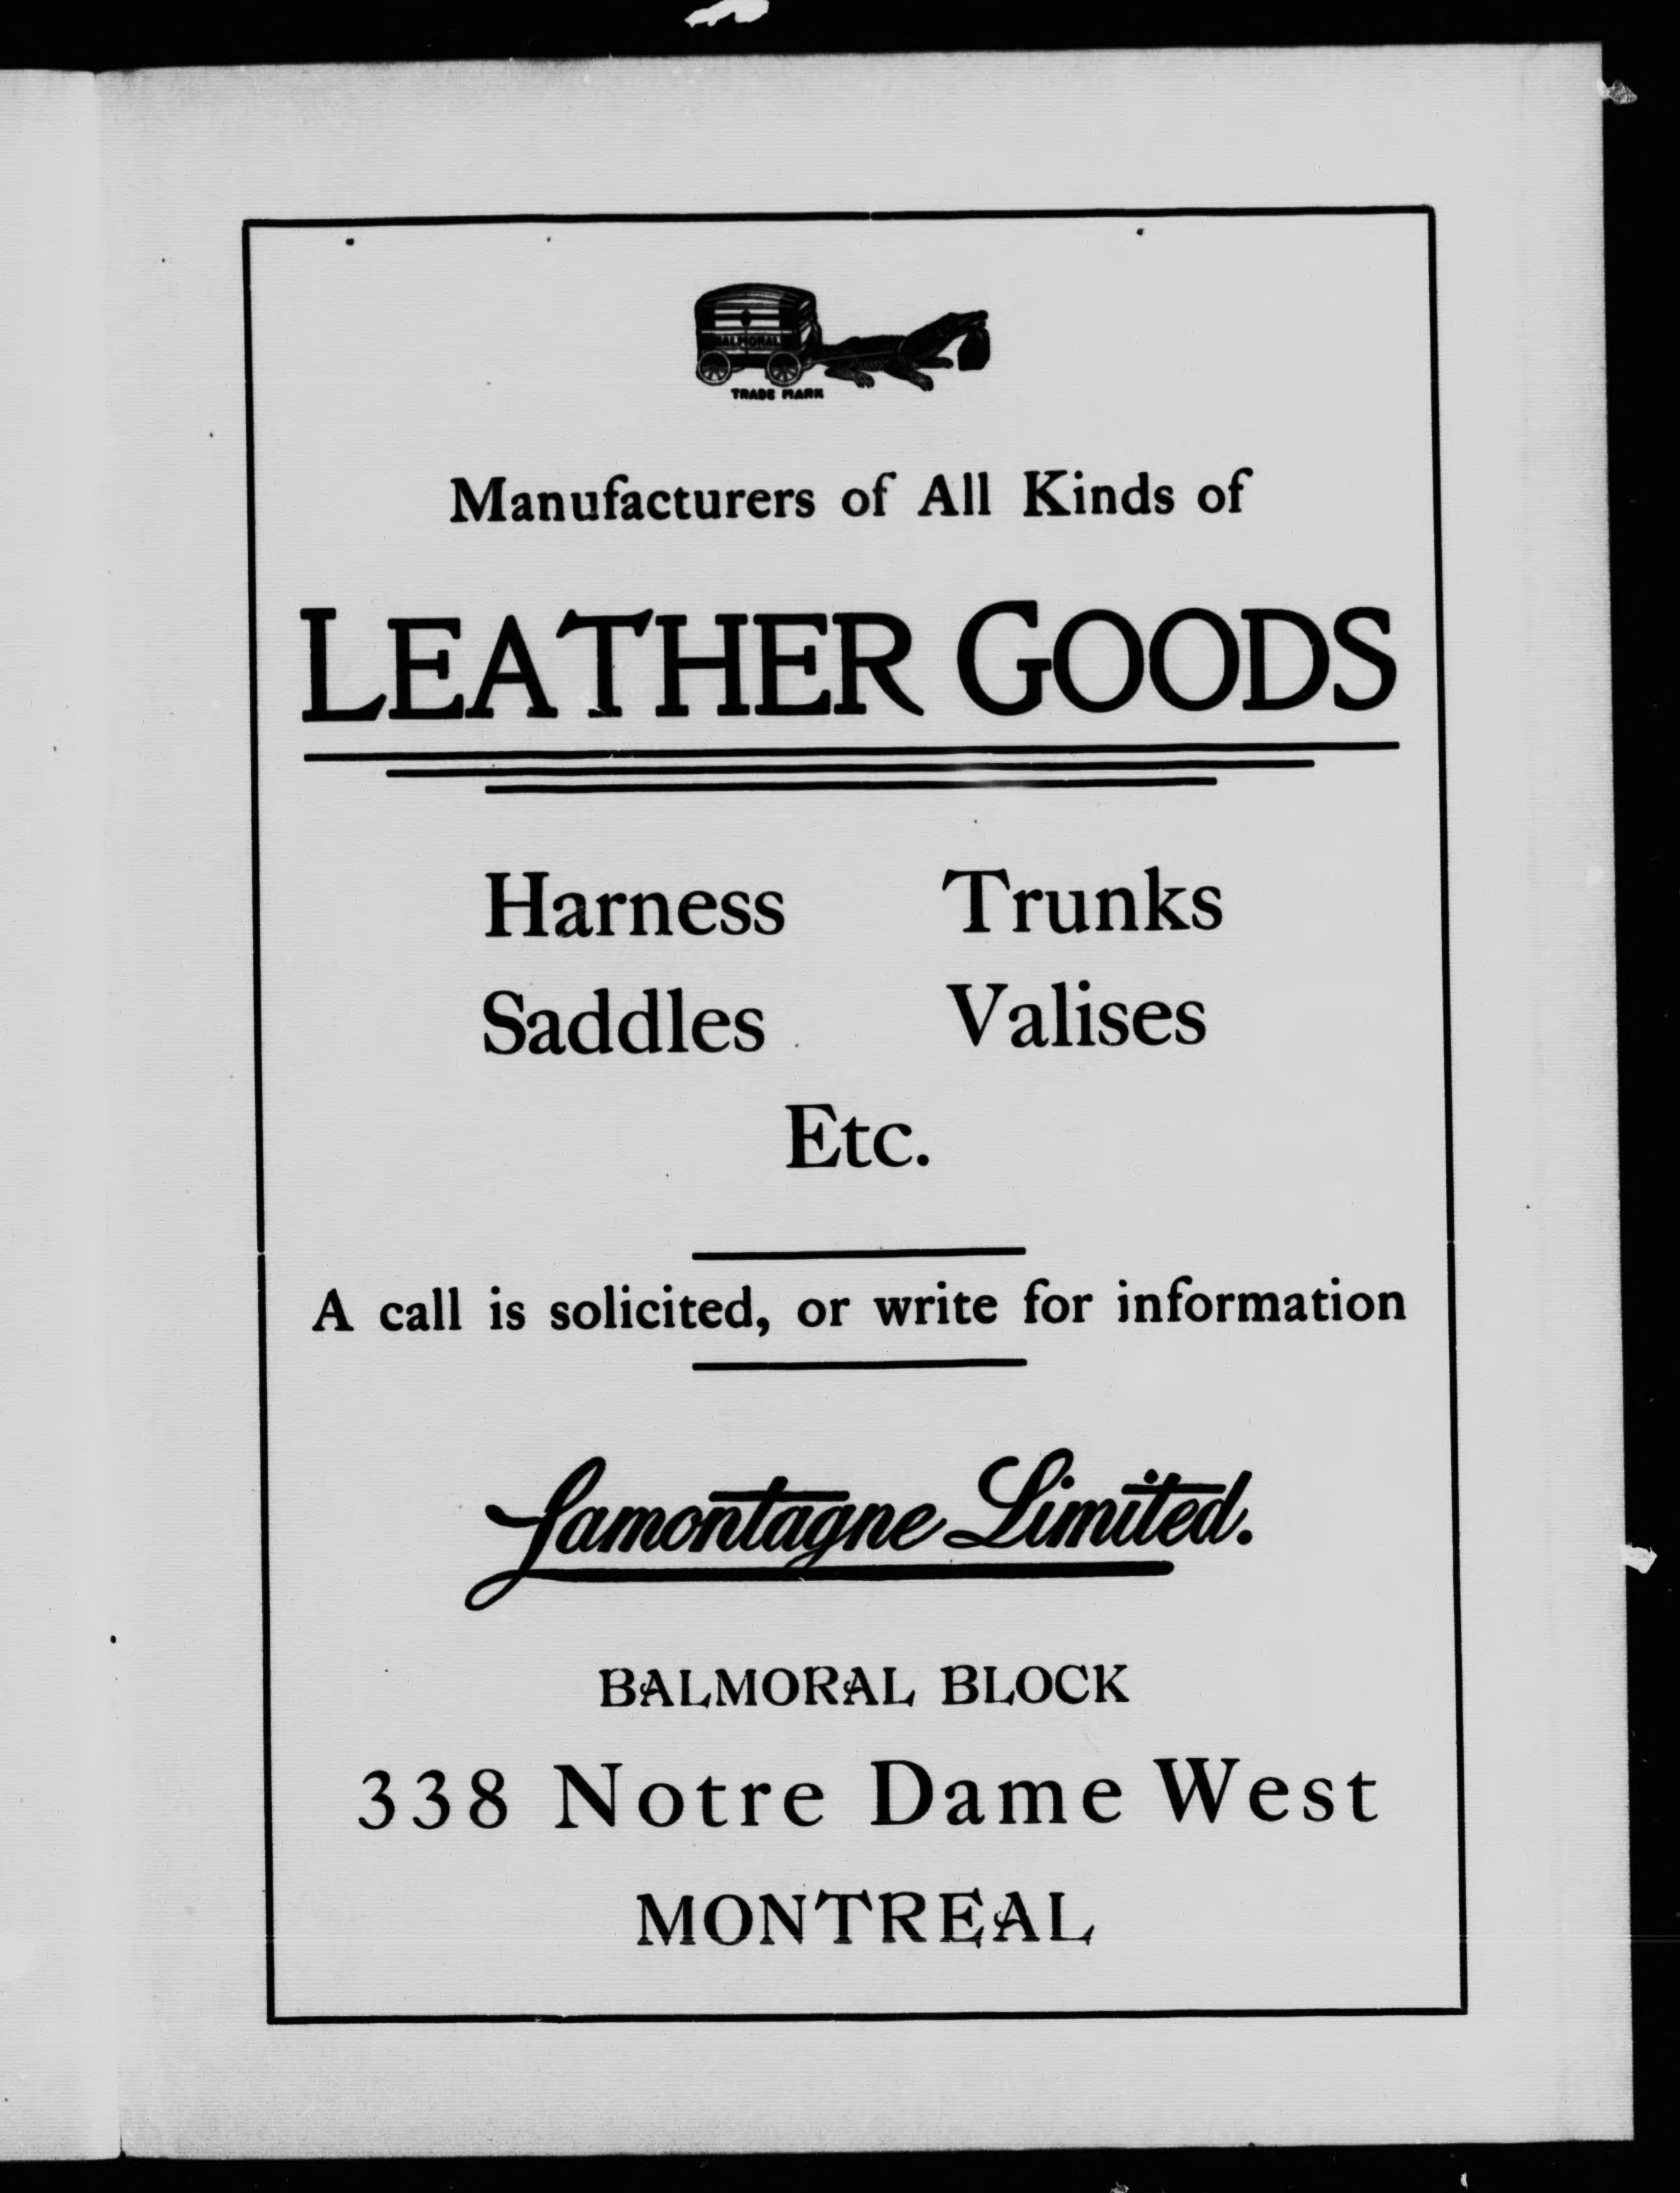 BALMORAL
TRADE MARK
Manufacturers of All Kinds of
LEATHER GOODS
Harness Trunks
Saddles Valises
Etc.
A call is solicited, or write for information
Lamontagne Limited.
BALMORAL BLOCK
338 Notre Dame West
MONTREAL